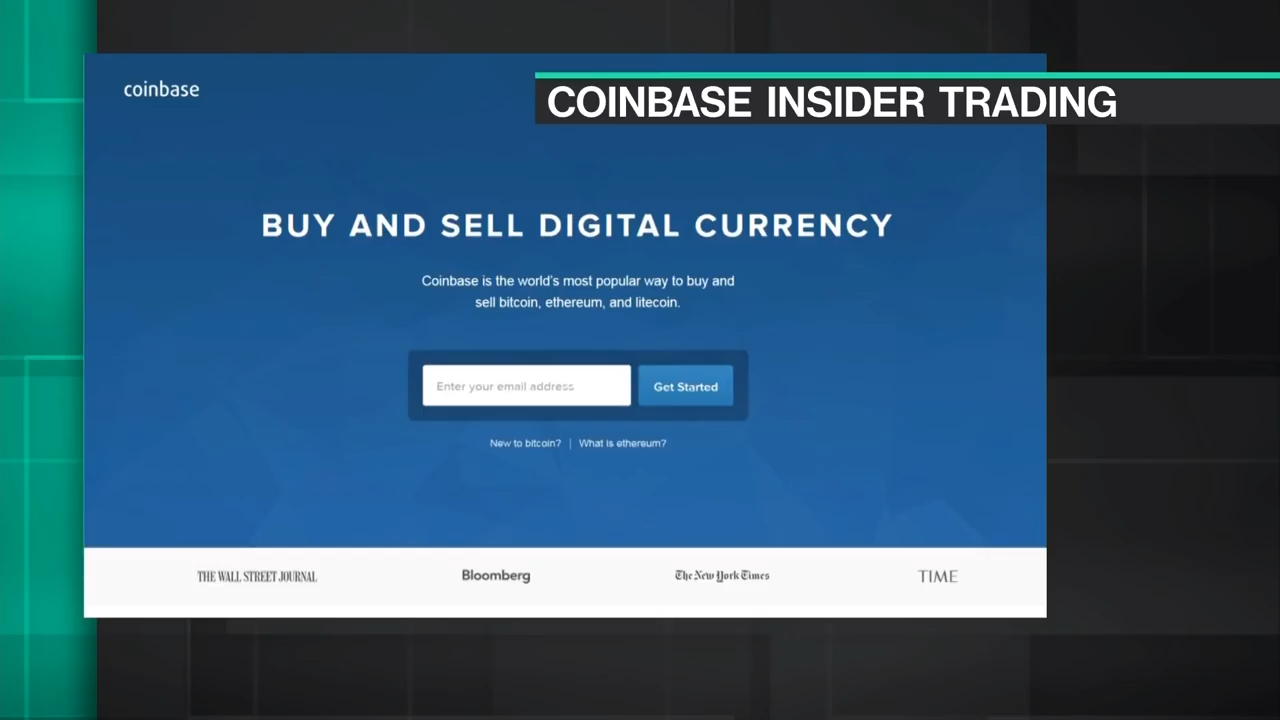 coinbase
COINBASE INSIDER TRADING
BUY AND SELL DIGITAL CURRENCY
Coinbase is the world's most popular way to buy and
sell bitcoin, ethereum, and litecoin.
Enter your email address
Get Started
New to bitcoin? | What is ethereum?
THE WALL STREET JOURNAL
Bloomberg
The New York Times
TIME